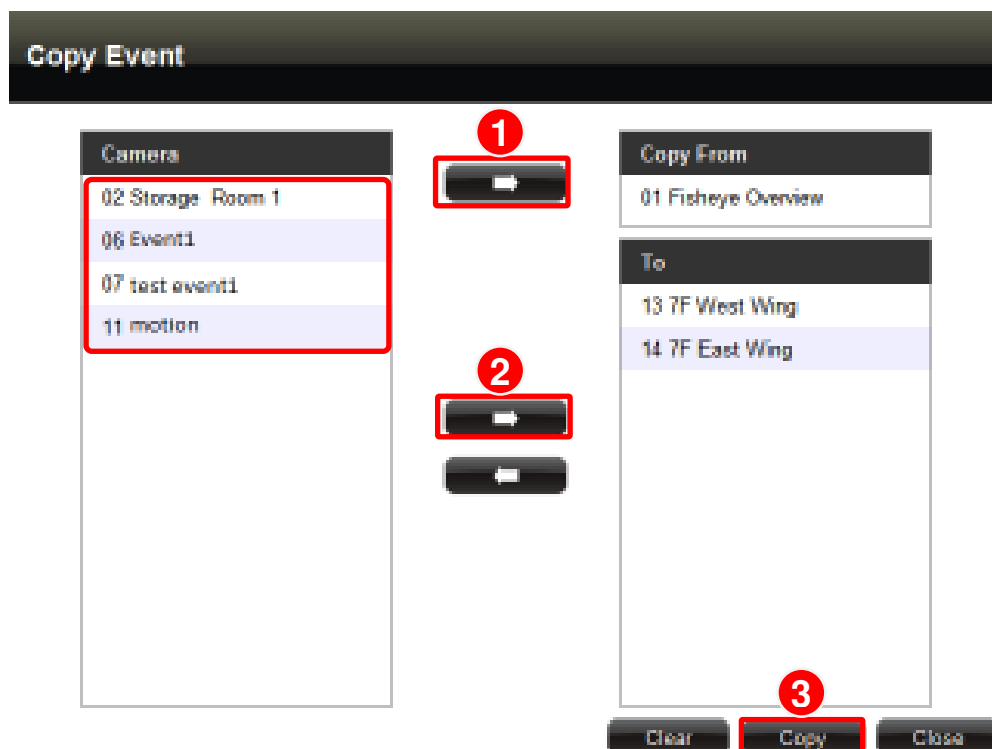 Copy Event
Camera
02 Storage Room 1
06 Event1
07 test event1
11 motion
1
2
Copy From
01 Fisheye Overview
To
13 7F West Wing
14 7F East Wing
3
Clear
Copy
Close